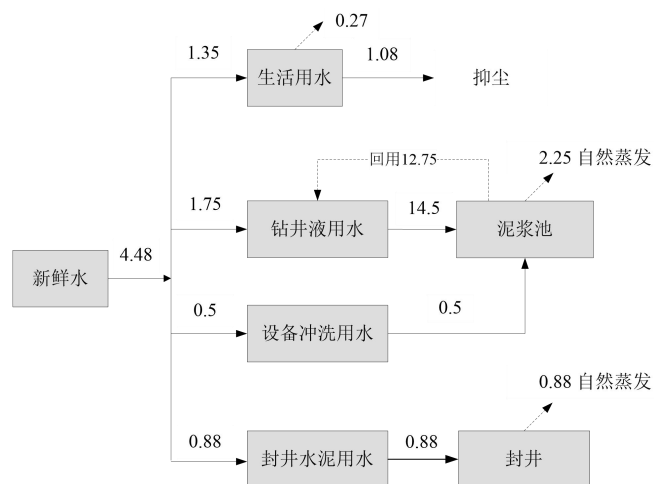 0.27
1.35
生活用水
1.08
抑尘
回用12.75
2.25 自然蒸发
1.75
钻井液用水
14.5
泥浆池
新鲜水
4.48
0.5
设备冲洗用水
0.5
0.88 自然蒸发
0.88
封井水泥用水
0.88
封井